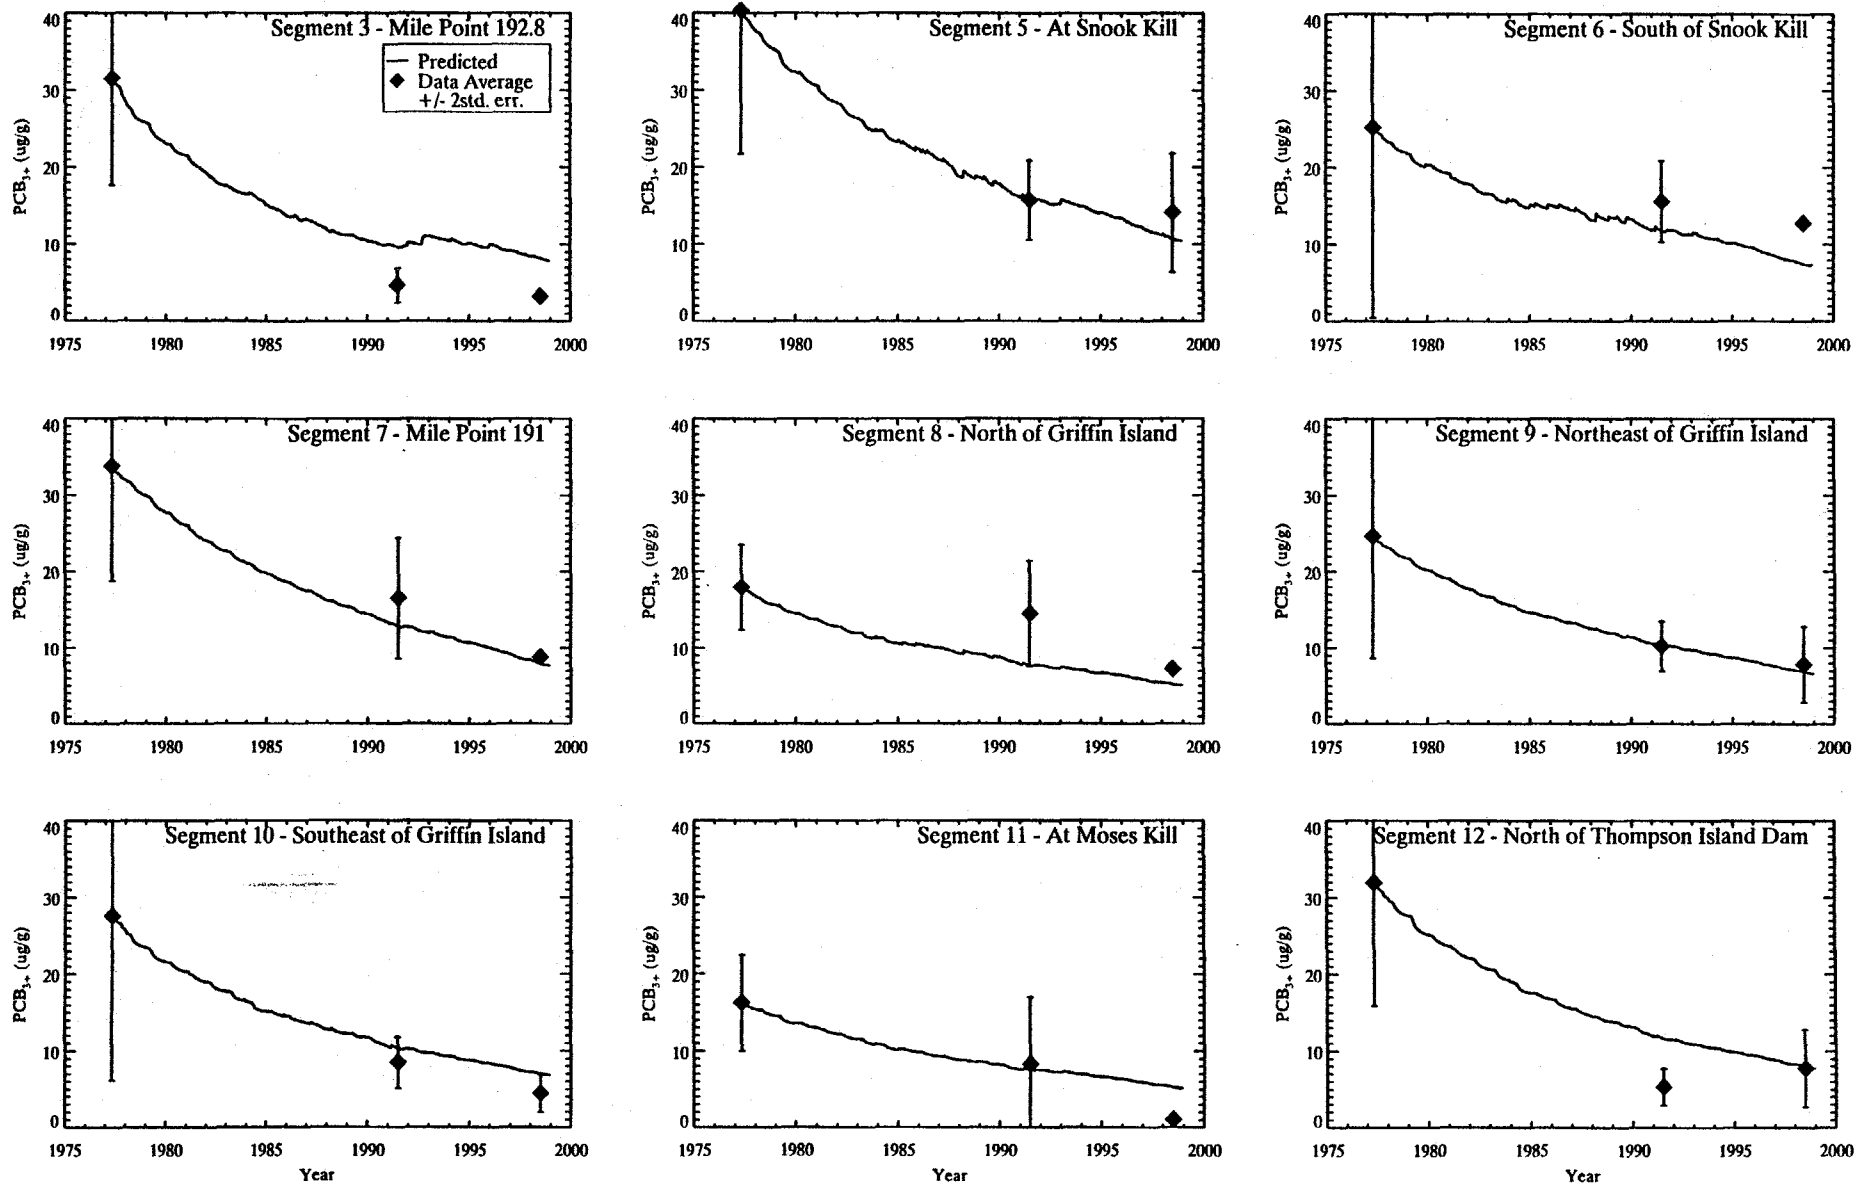 Segment 3 - Mile Point 192.8
Predicted
Data Average
+/- 2std. err.
PCB3+ (ug/g)
40
30
20
10
0
1975 1980 1985 1990 1995 2000
Segment 5 - At Snook Kill
PCB3+ (ug/g)
40
30
20
10
0
1975 1980 1985 1990 1995 2000
Segment 6 - South of Snook Kill
PCB3+ (ug/g)
40
30
20
10
0
1975 1980 1985 1990 1995 2000
Segment 7 - Mile Point 191
PCB3+ (ug/g)
40
30
20
10
0
1975 1980 1985 1990 1995 2000
Segment 8 - North of Griffin Island
PCB3+ (ug/g)
40
30
20
10
0
1975 1980 1985 1990 1995 2000
Segment 9 - Northeast of Griffin Island
PCB3+ (ug/g)
40
30
20
10
0
1975 1980 1985 1990 1995 2000
Segment 10 - Southeast of Griffin Island
PCB3+ (ug/g)
40
30
20
10
0
1975 1980 1985 1990 1995 2000
Year
Segment 11 - At Moses Kill
PCB3+ (ug/g)
40
30
20
10
0
1975 1980 1985 1990 1995 2000
Year
Segment 12 - North of Thompson Island Dam
PCB3+ (ug/g)
40
30
20
10
0
1975 1980 1985 1990 1995 2000
Year